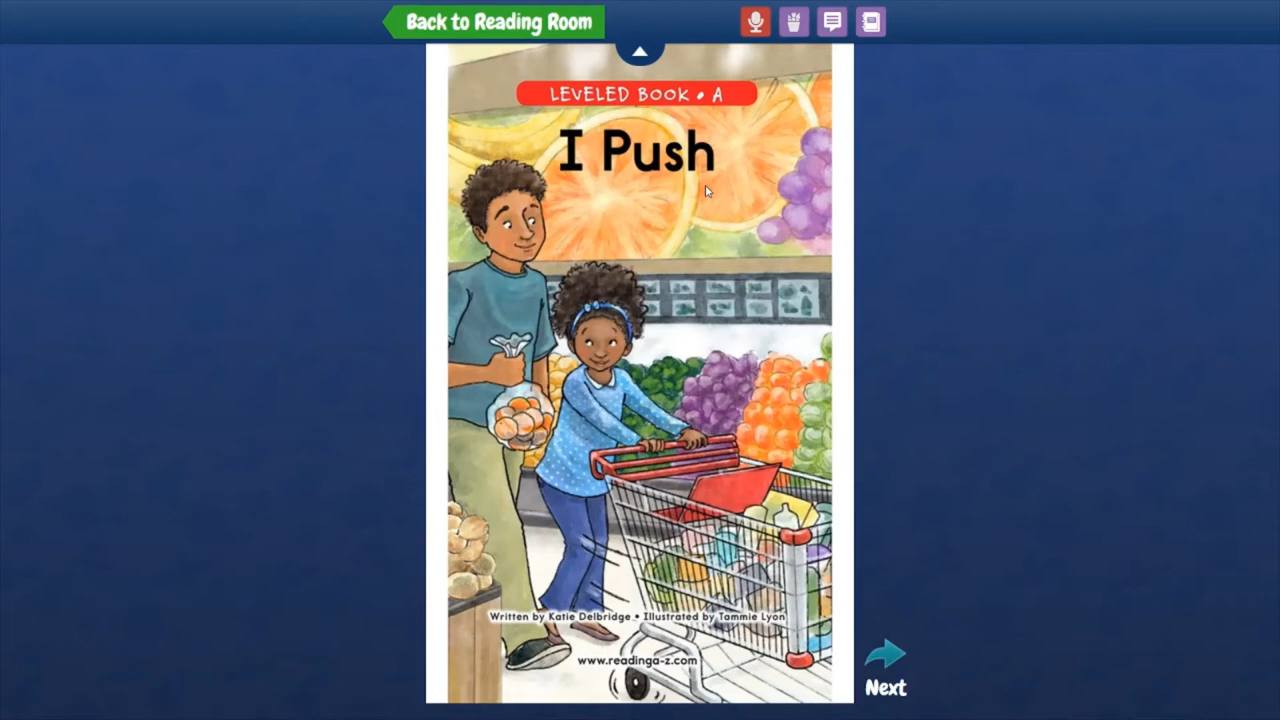 Back to Reading Room
LEVELED BOOK • A
I Push
Written by Katie Delbridge • Illustrated by Tammie Lyon
www.readinga-z.com
Next